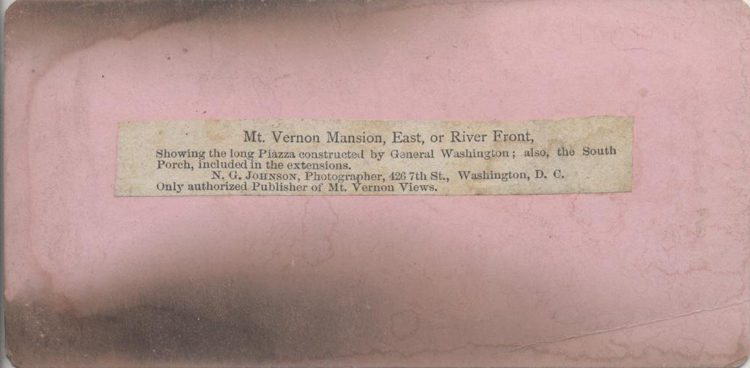 Mt. Vernon Mansion, East, or River Front,
Showing the long Piazza constructed by General Washington; also, the South
Porch, included in the extensions.
N. G. JOHNSON, Photographer, 426 7th St., Washington, D. C.
Only authorized Publisher of Mt. Vernon Views.